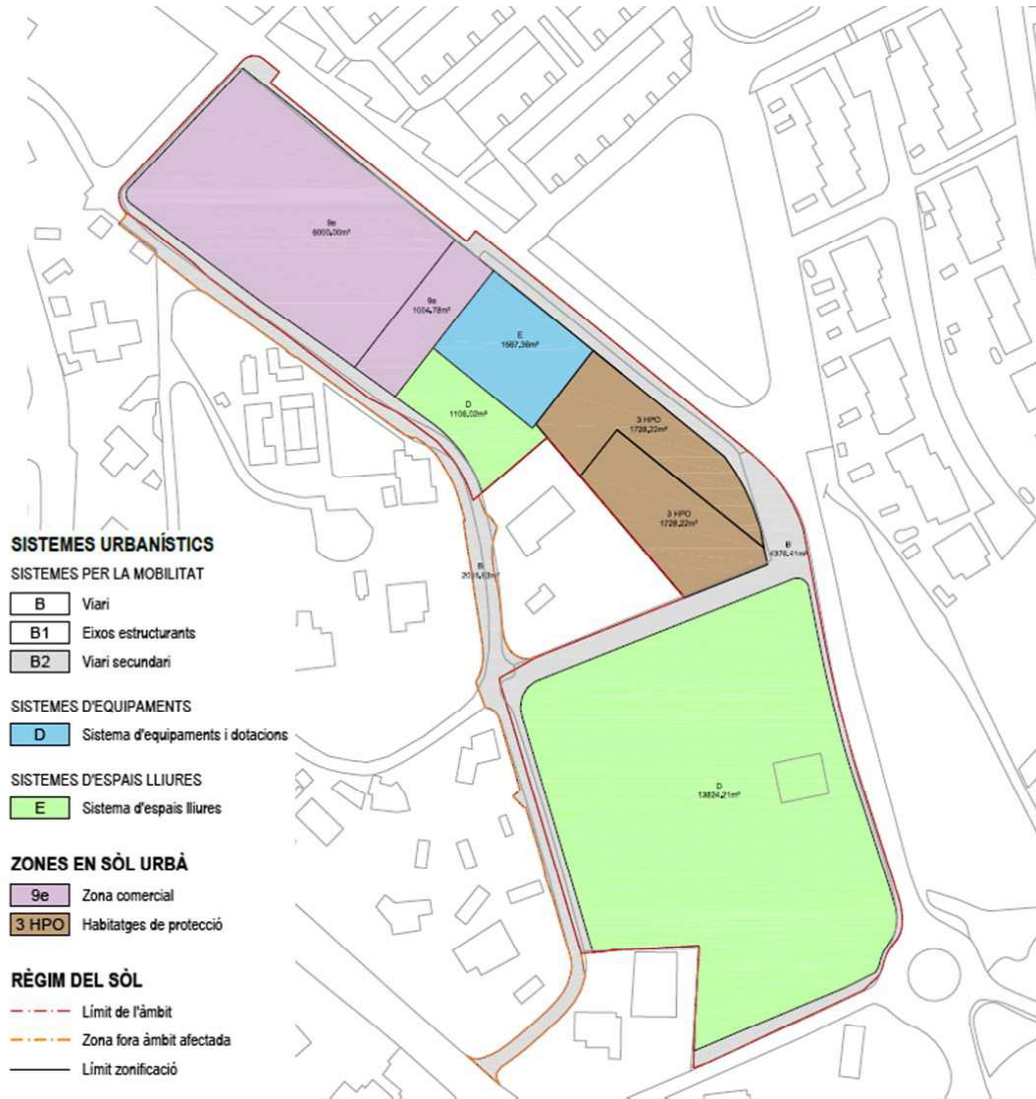 9e
6000,00m²
9e
1004,78m²
E
1567,36m²
D
1108,02m²
3 HPO
1728,22m²
3 HPO
1728,22m²
B
4376,41m²
B
D
13824,21m²
SISTEMES URBANÍSTICS
SISTEMES PER LA MOBILITAT
B Viari
B1 Eixos estructurants
B2 Viari secundari
SISTEMES D'EQUIPAMENTS
D Sistema d'equipaments i dotacions
SISTEMES D'ESPAIS LLIURES
E Sistema d'espais lliures
ZONES EN SÒL URBÀ
9e Zona comercial
3 HPO Habitatges de protecció
RÈGIM DEL SÒL
Límit de l'àmbit
Zona fora àmbit afectada
Límit zonificació